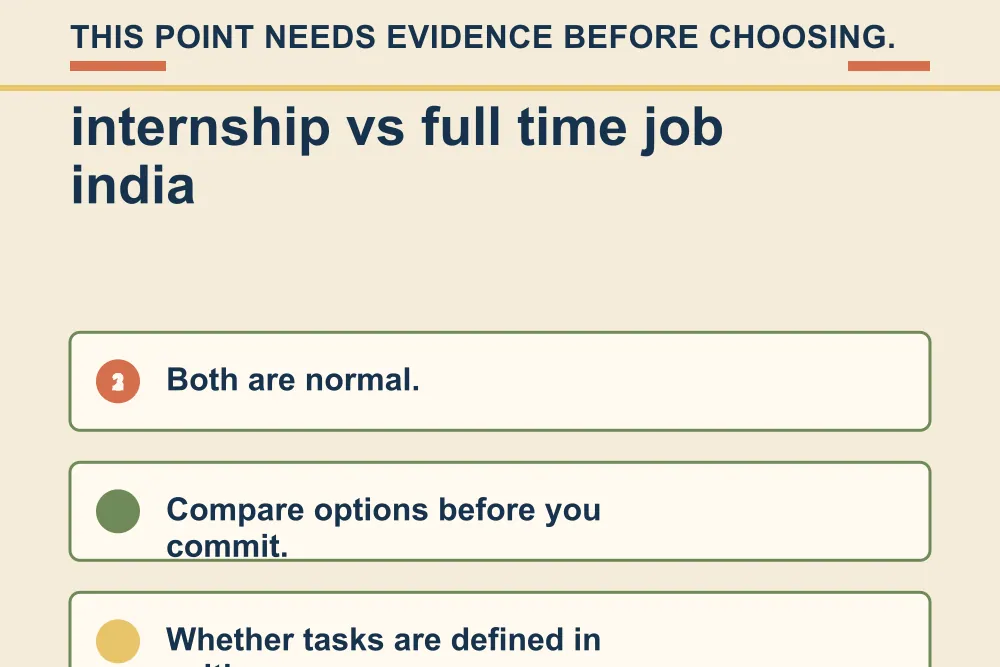 THIS POINT NEEDS EVIDENCE BEFORE CHOOSING.
internship vs full time job
india
Both are normal.
Compare options before you
commit.
Whether tasks are defined in